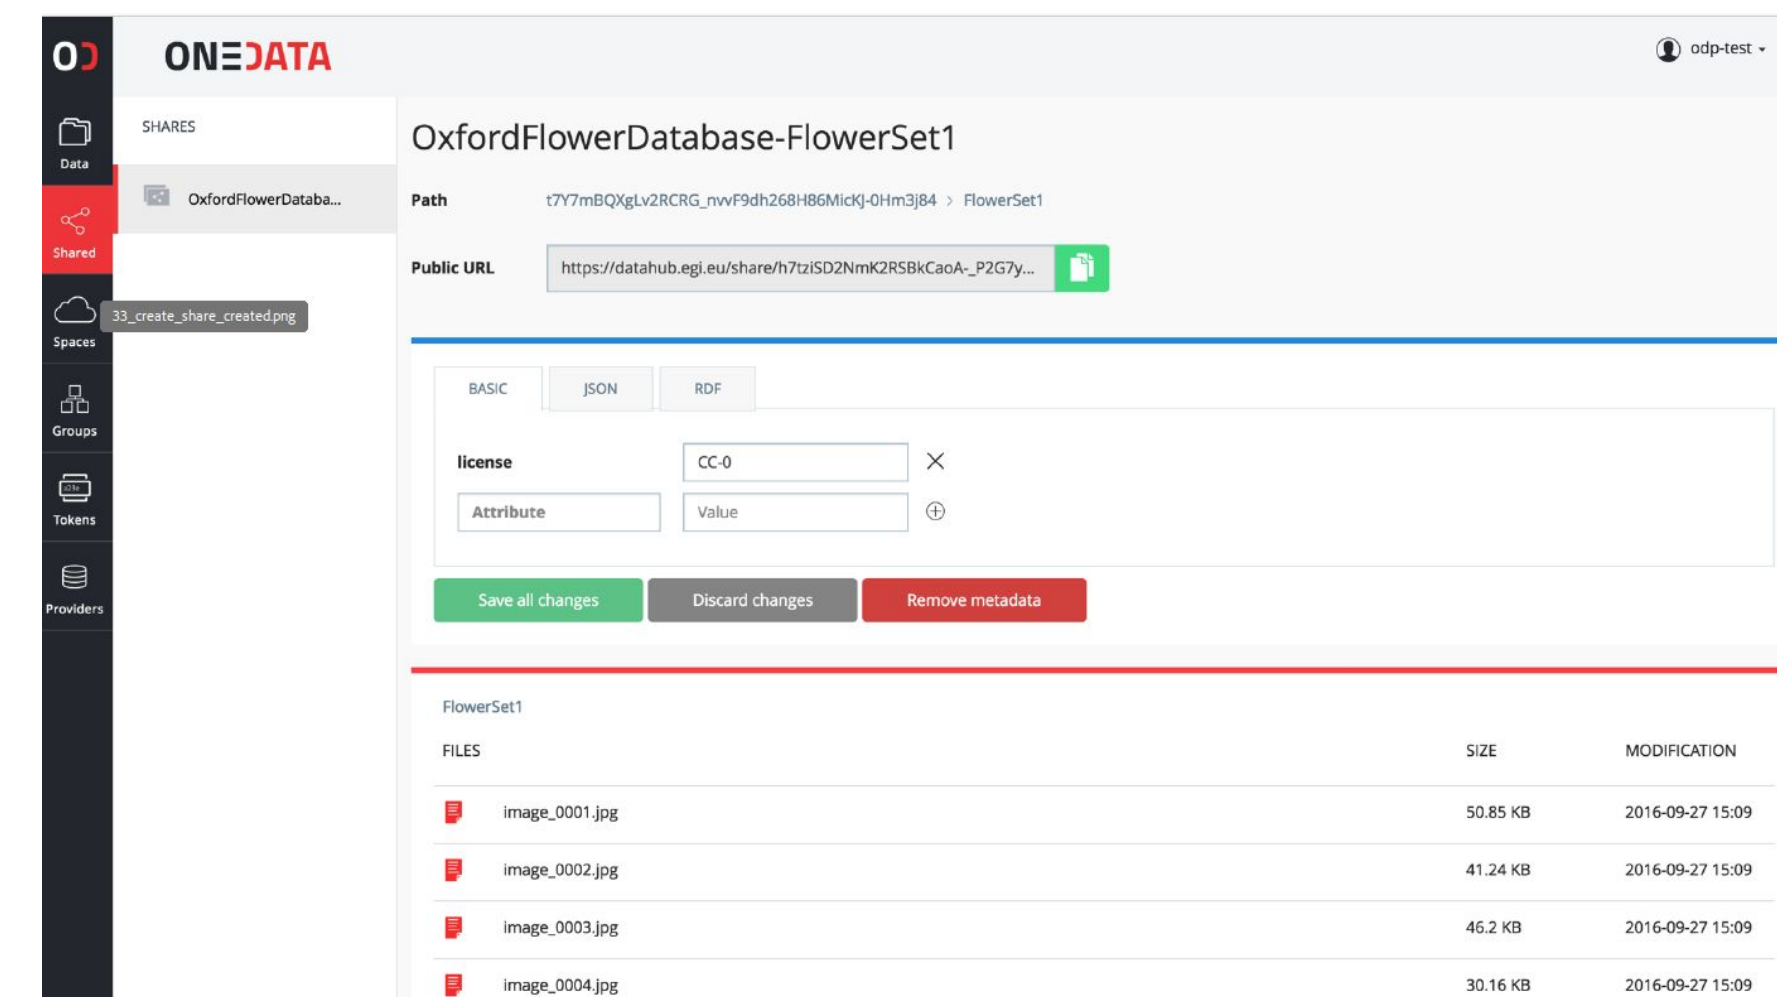 OD
ONEDATA
odp-test
Data
Shared
Spaces
Groups
Tokens
Providers
SHARES
OxfordFlowerDataba...
33_create_share_created.png
OxfordFlowerDatabase-FlowerSet1
Path t7Y7mBQXgLv2RCRG_nvvF9dh268H86MicKJ-0Hm3j84 > FlowerSet1
Public URL https://datahub.egi.eu/share/h7tziSD2NmK2RSBkCaoA-_P2G7y...
BASIC JSON RDF
license CC-0
Attribute Value
Save all changes Discard changes Remove metadata
FlowerSet1
FILES SIZE MODIFICATION
image_0001.jpg 50.85 KB 2016-09-27 15:09
image_0002.jpg 41.24 KB 2016-09-27 15:09
image_0003.jpg 46.2 KB 2016-09-27 15:09
image_0004.jpg 30.16 KB 2016-09-27 15:09